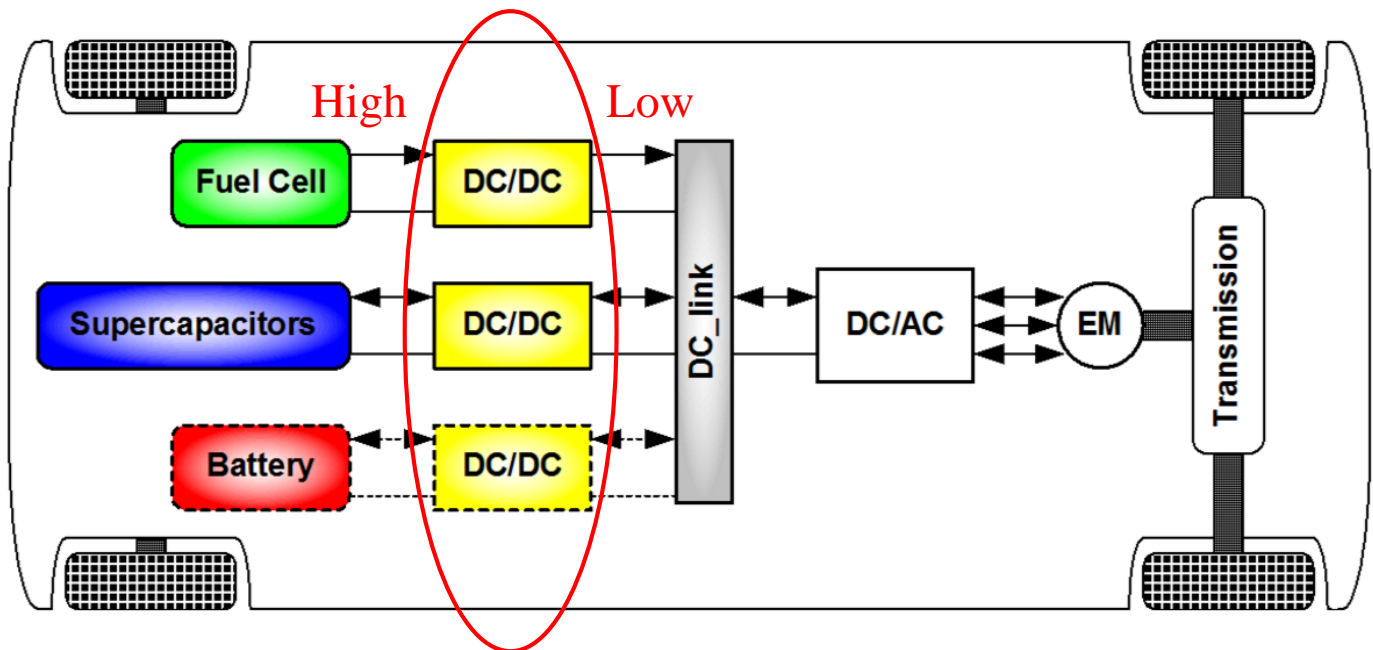 High
Low
Fuel Cell
DC/DC
Supercapacitors
DC/DC
Battery
DC/DC
DC_link
DC/AC
EM
Transmission